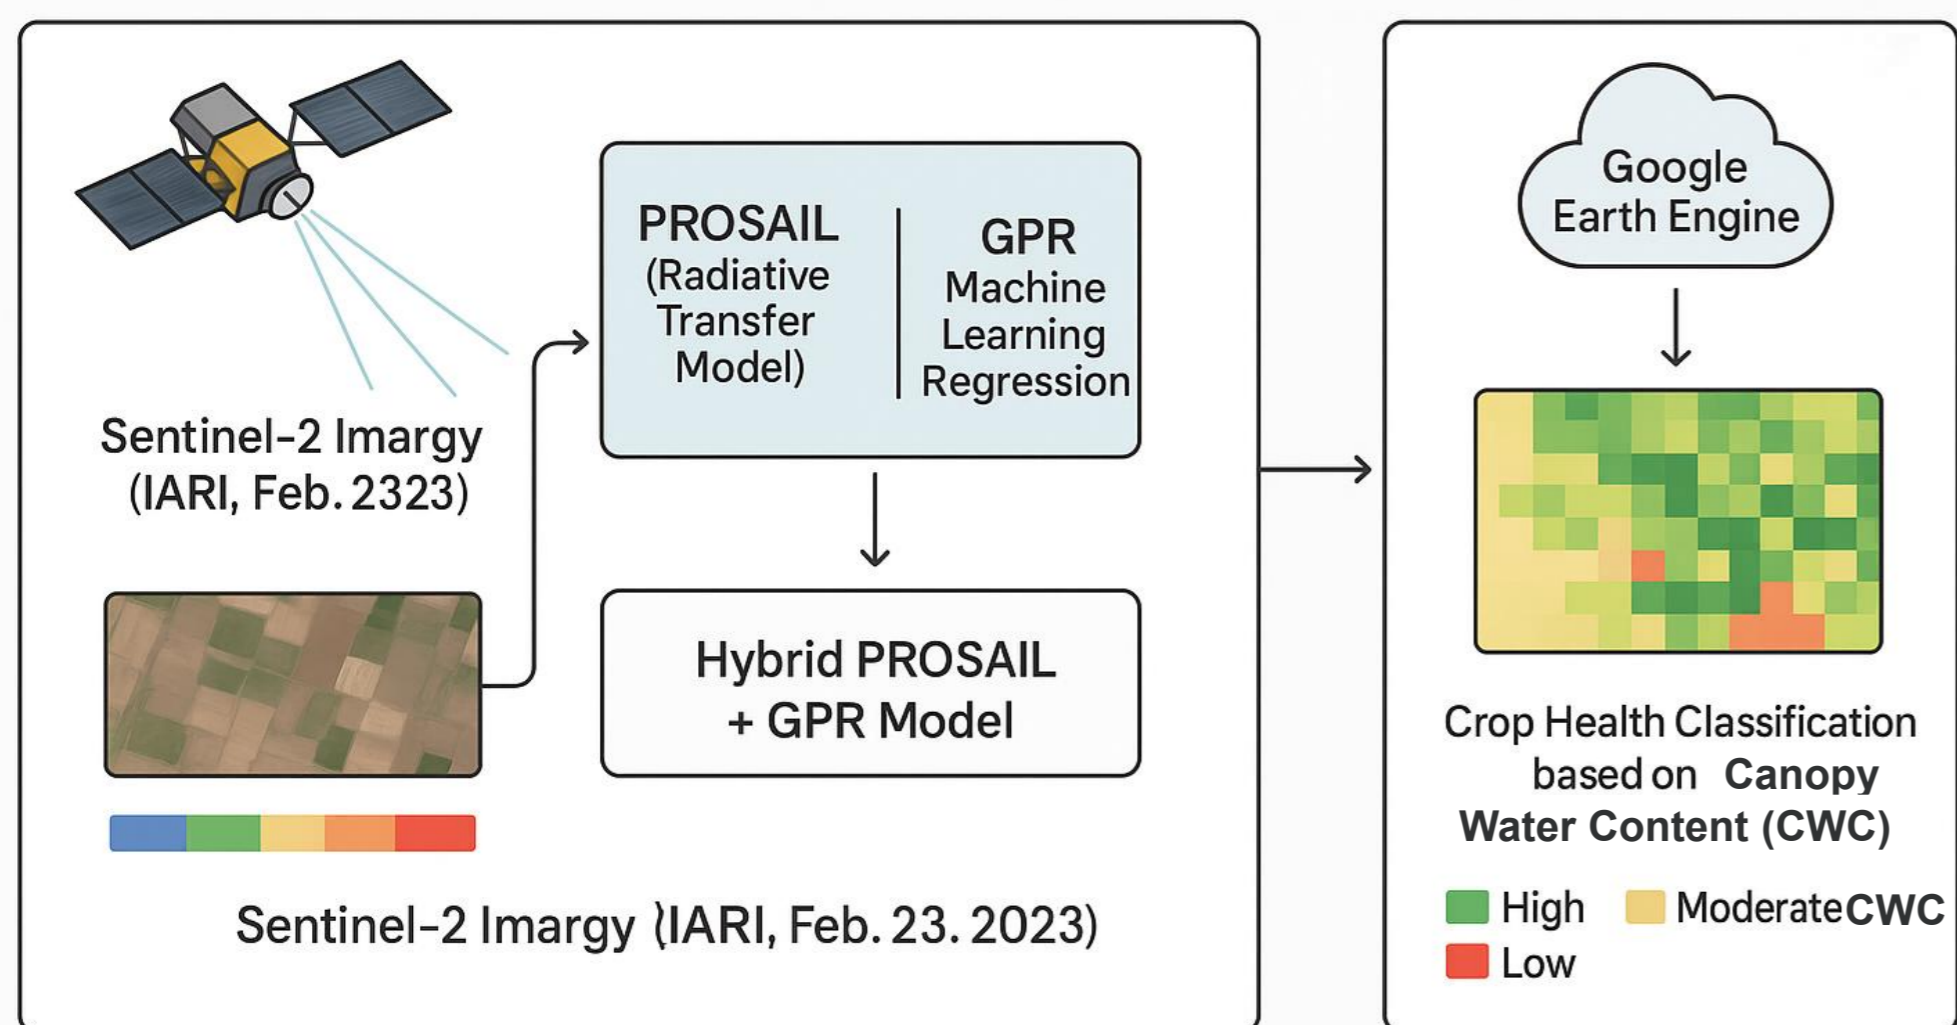 Sentinel-2 Imargy
(IARI, Feb. 2323)
PROSAIL
(Radiative
Transfer
Model)
GPR
Machine
Learning
Regression
Hybrid PROSAIL
+ GPR Model
Sentinel-2 Imargy (IARI, Feb. 23. 2023)
Google
Earth Engine
Crop Health Classification
based on Canopy
Water Content (CWC)
High
Moderate CWC
Low